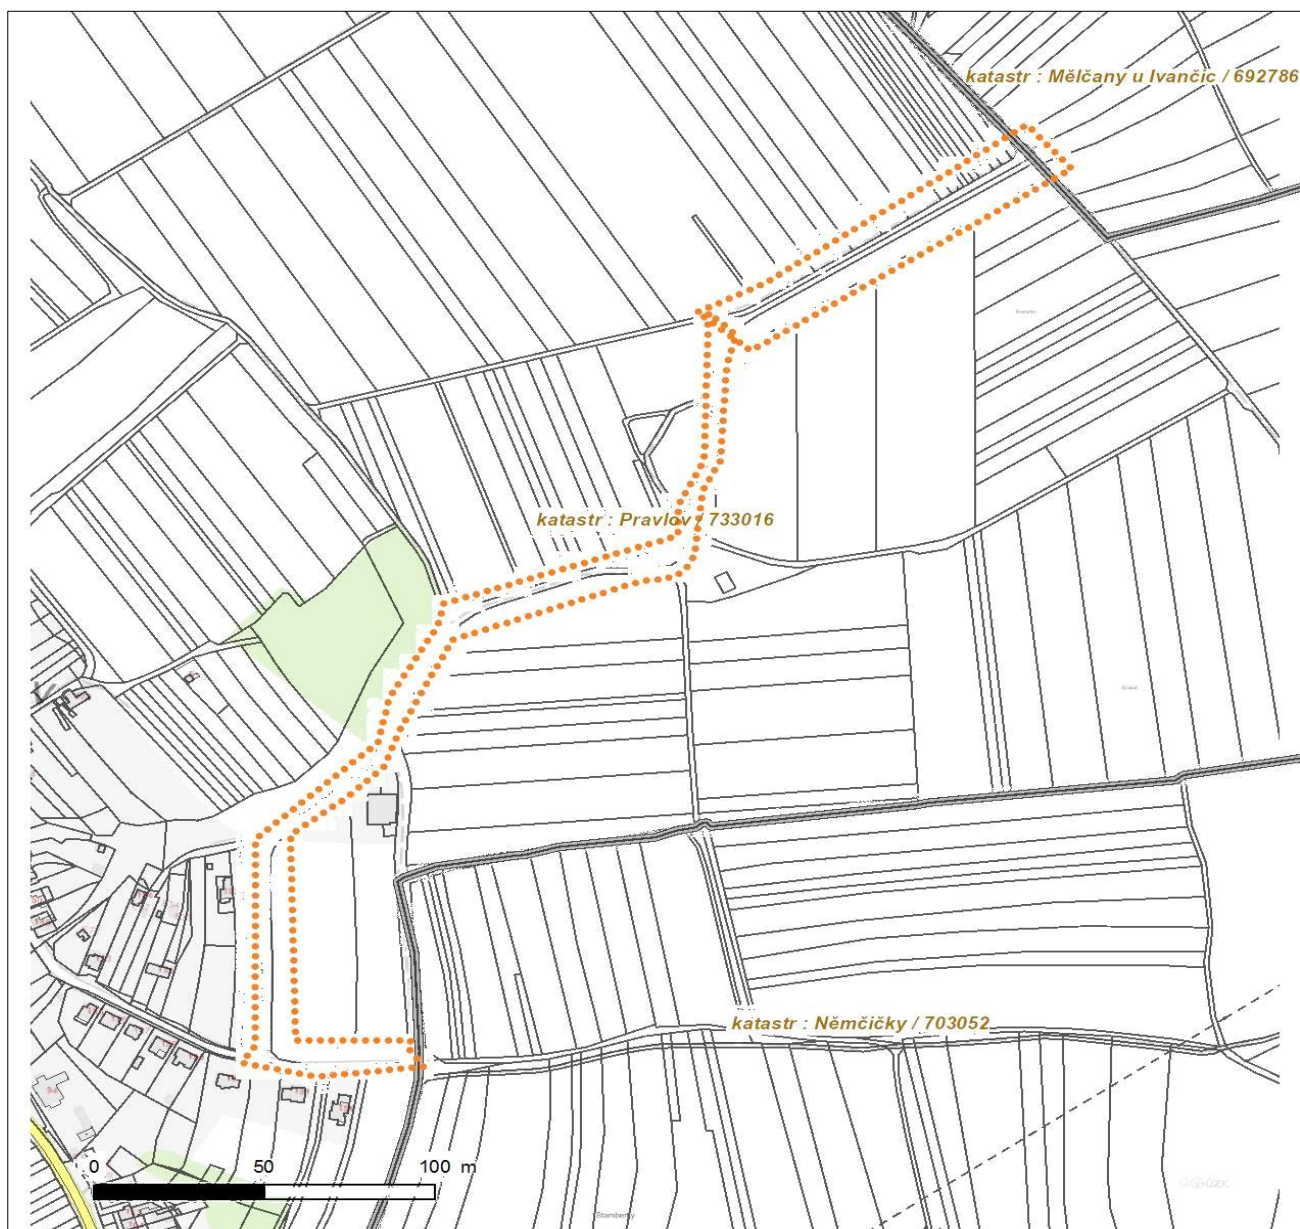 katastr : Mělčany u Ivančic / 692786
katastr : Pravlov / 733016
katastr : Němčičky / 703052
0 50 100 m